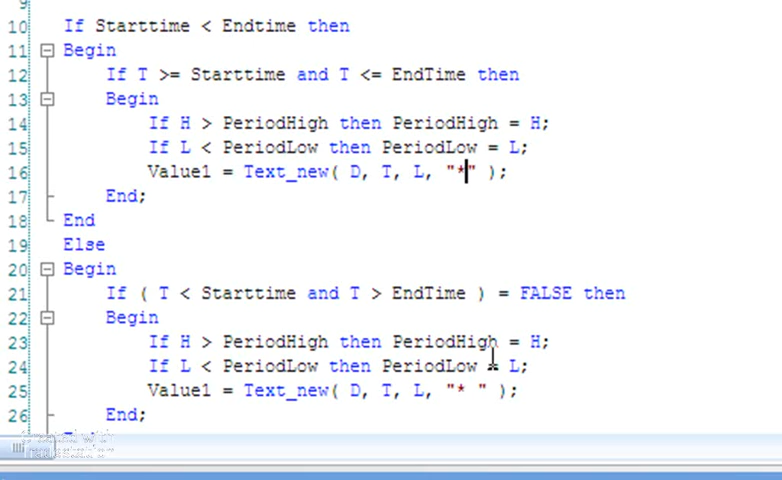 9
10 If Starttime < Endtime then
11 Begin
12 If T >= Starttime and T <= EndTime then
13 Begin
14 If H > PeriodHigh then PeriodHigh = H;
15 If L < PeriodLow then PeriodLow = L;
16 Value1 = Text_new( D, T, L, "*" );
17 End;
18 End
19 Else
20 Begin
21 If ( T < Starttime and T > EndTime ) = FALSE then
22 Begin
23 If H > PeriodHigh then PeriodHigh = H;
24 If L < PeriodLow then PeriodLow = L;
25 Value1 = Text_new( D, T, L, "* " );
26 End;